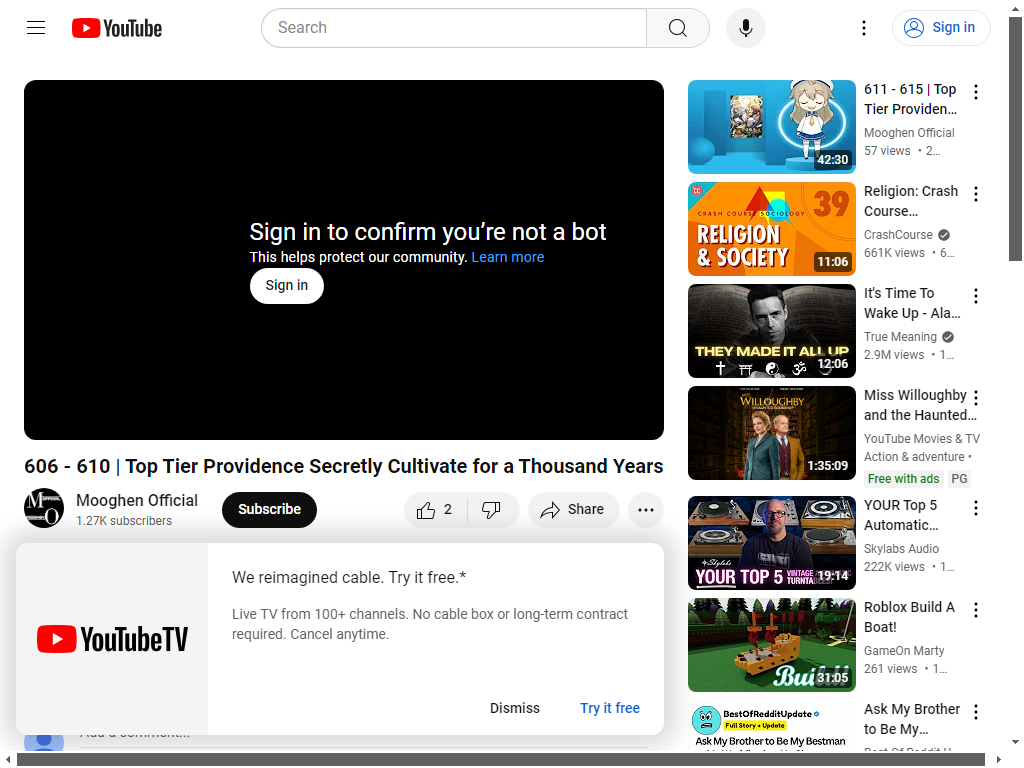 YouTube
Search
Sign in
Sign in to confirm you’re not a bot
This helps protect our community. Learn more
Sign in
606 - 610 | Top Tier Providence Secretly Cultivate for a Thousand Years
Mooghen Official
1.27K subscribers
Subscribe
2
Share
We reimagined cable. Try it free.*
Live TV from 100+ channels. No cable box or long-term contract
required. Cancel anytime.
YouTubeTV
Dismiss
Try it free
42:30
611 - 615 | Top
Tier Providen...
Mooghen Official
57 views • 2...
CRASH COURSE SOCIOLOGY
39
RELIGION
& SOCIETY
11:06
Religion: Crash
Course...
CrashCourse
661K views • 6...
THEY MADE IT ALL UP
12:06
It's Time To
Wake Up - Ala...
True Meaning
2.9M views • 1...
WILLOUGHBY
1:35:09
Miss Willoughby
and the Haunted...
YouTube Movies & TV
Action & adventure •
Free with ads
PG
Skylabs
YOUR TOP 5
VINTAGE
19:14
YOUR Top 5
Automatic...
Skylabs Audio
222K views • 1...
Build
31:05
Roblox Build A
Boat!
GameOn Marty
261 views • 1...
BestOfRedditUpdate
Full Story + Update
Ask My Brother to Be My Bestman
Ask My Brother
to Be My...